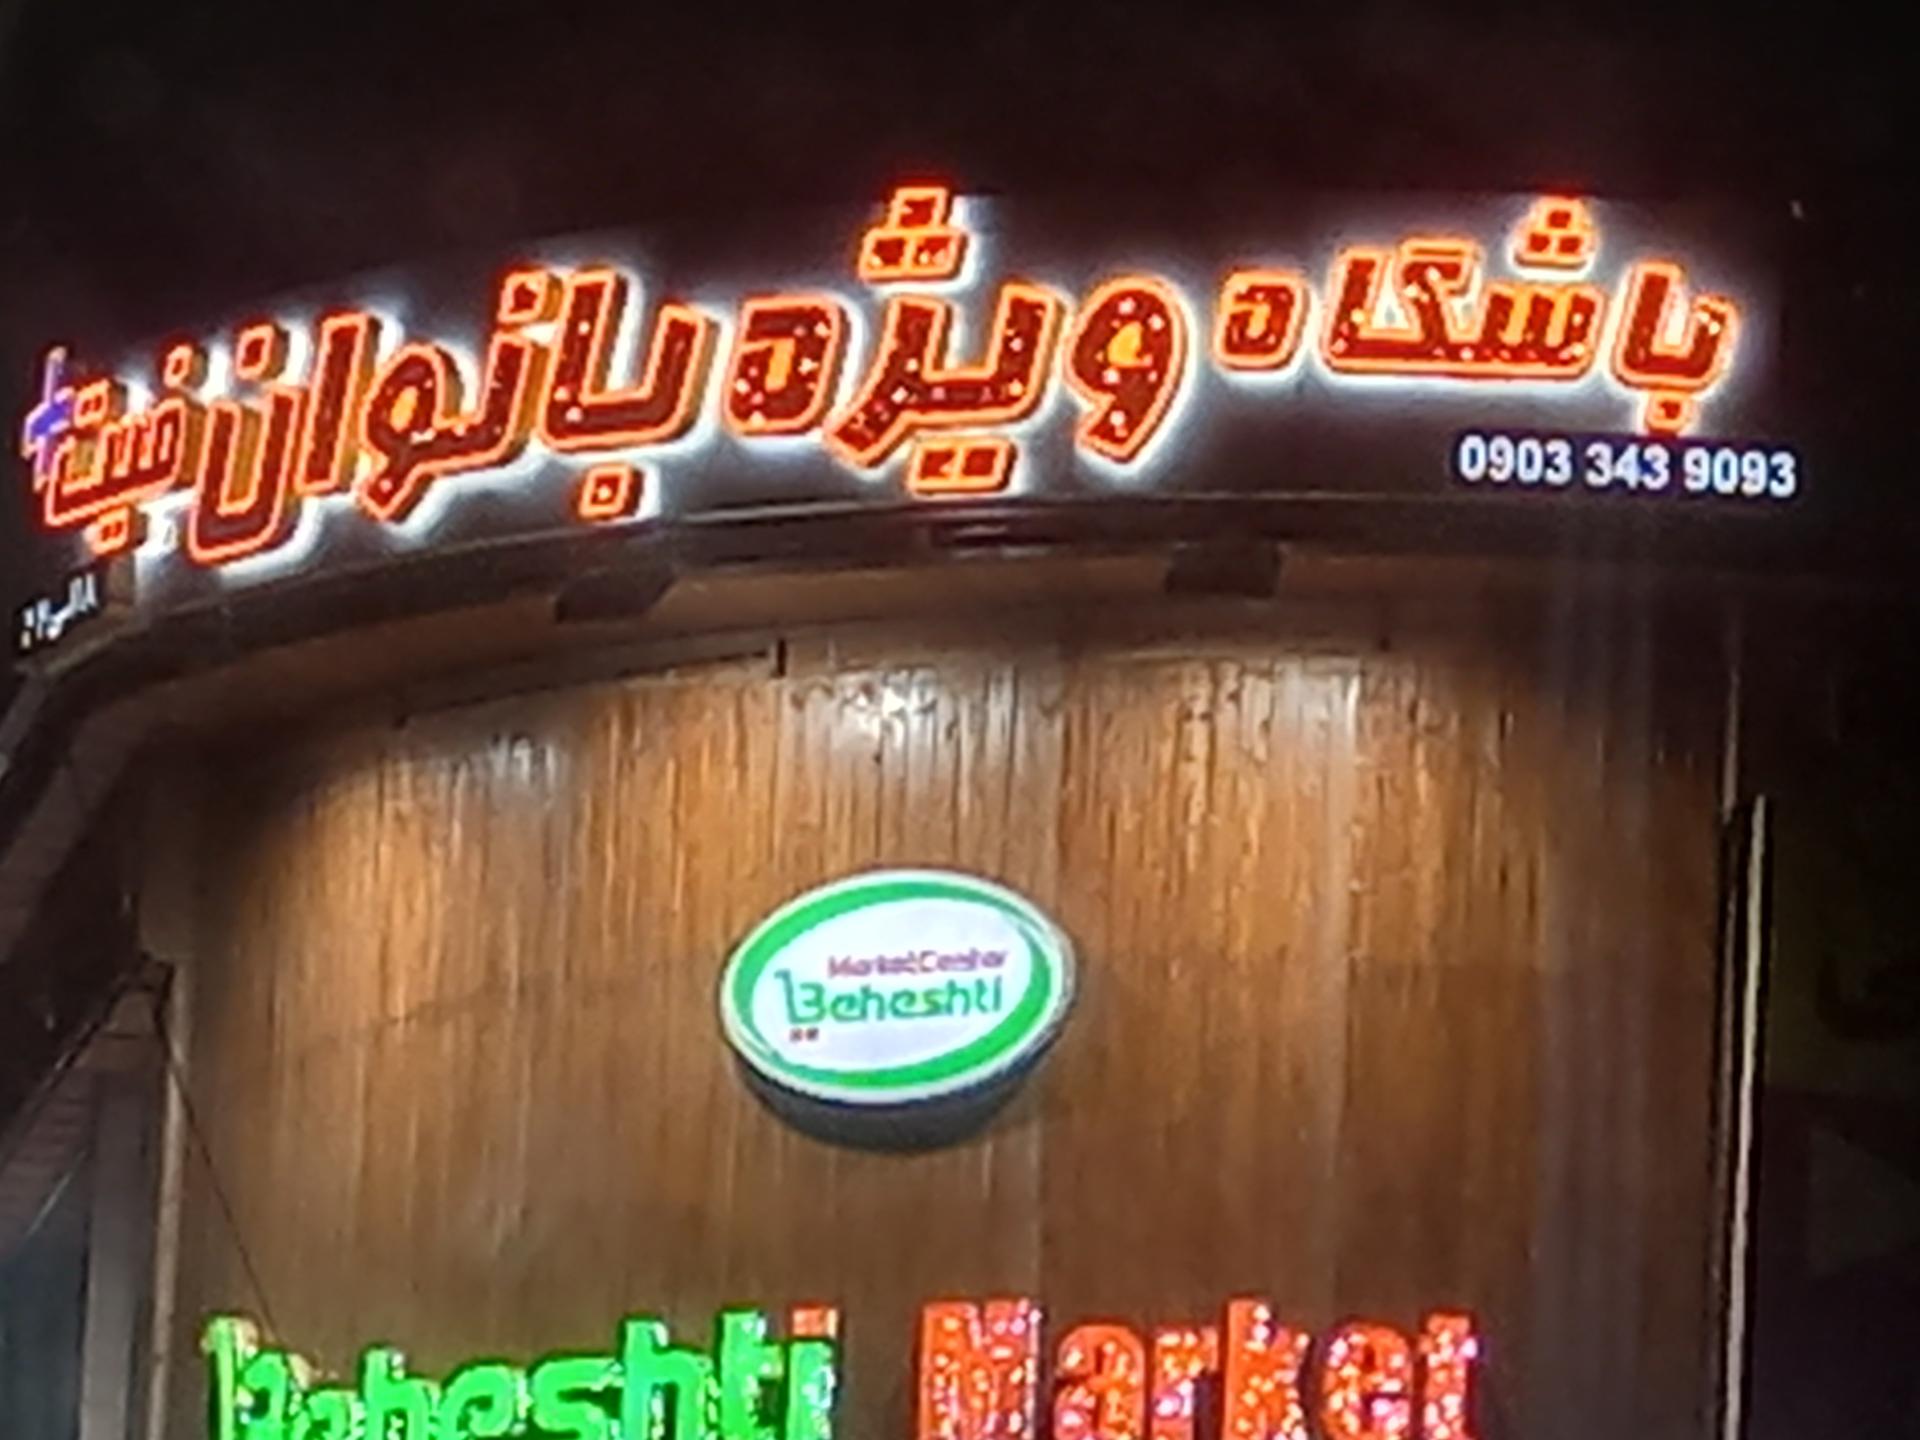 باشگاه ویژه بانوان فیت +
0903 343 9093
Market Center
Beheshti
Beheshti Market